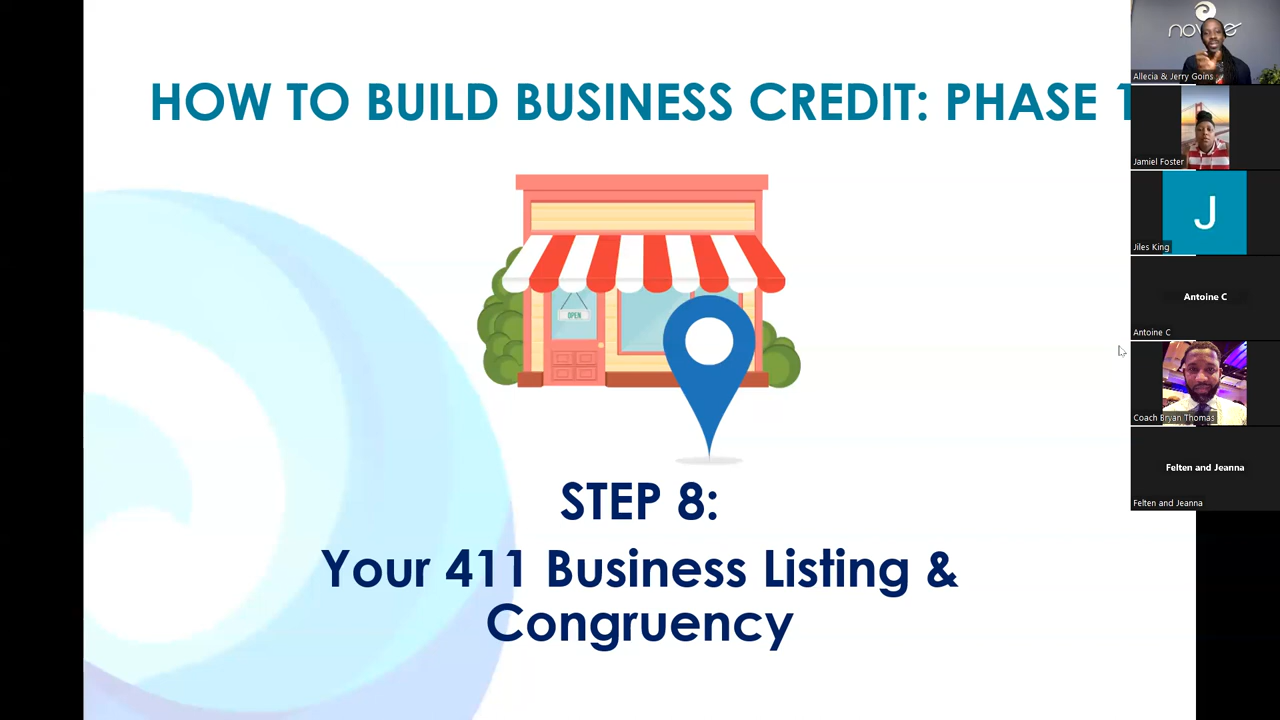 HOW TO BUILD BUSINESS CREDIT: PHASE 1
OPEN
STEP 8:
Your 411 Business Listing &
Congruency
Allecia & Jerry Goins
Jamiel Foster
J
Jiles King
Antoine C
Antoine C
Coach Bryan Thomas
Felten and Jeanna
Felten and Jeanna